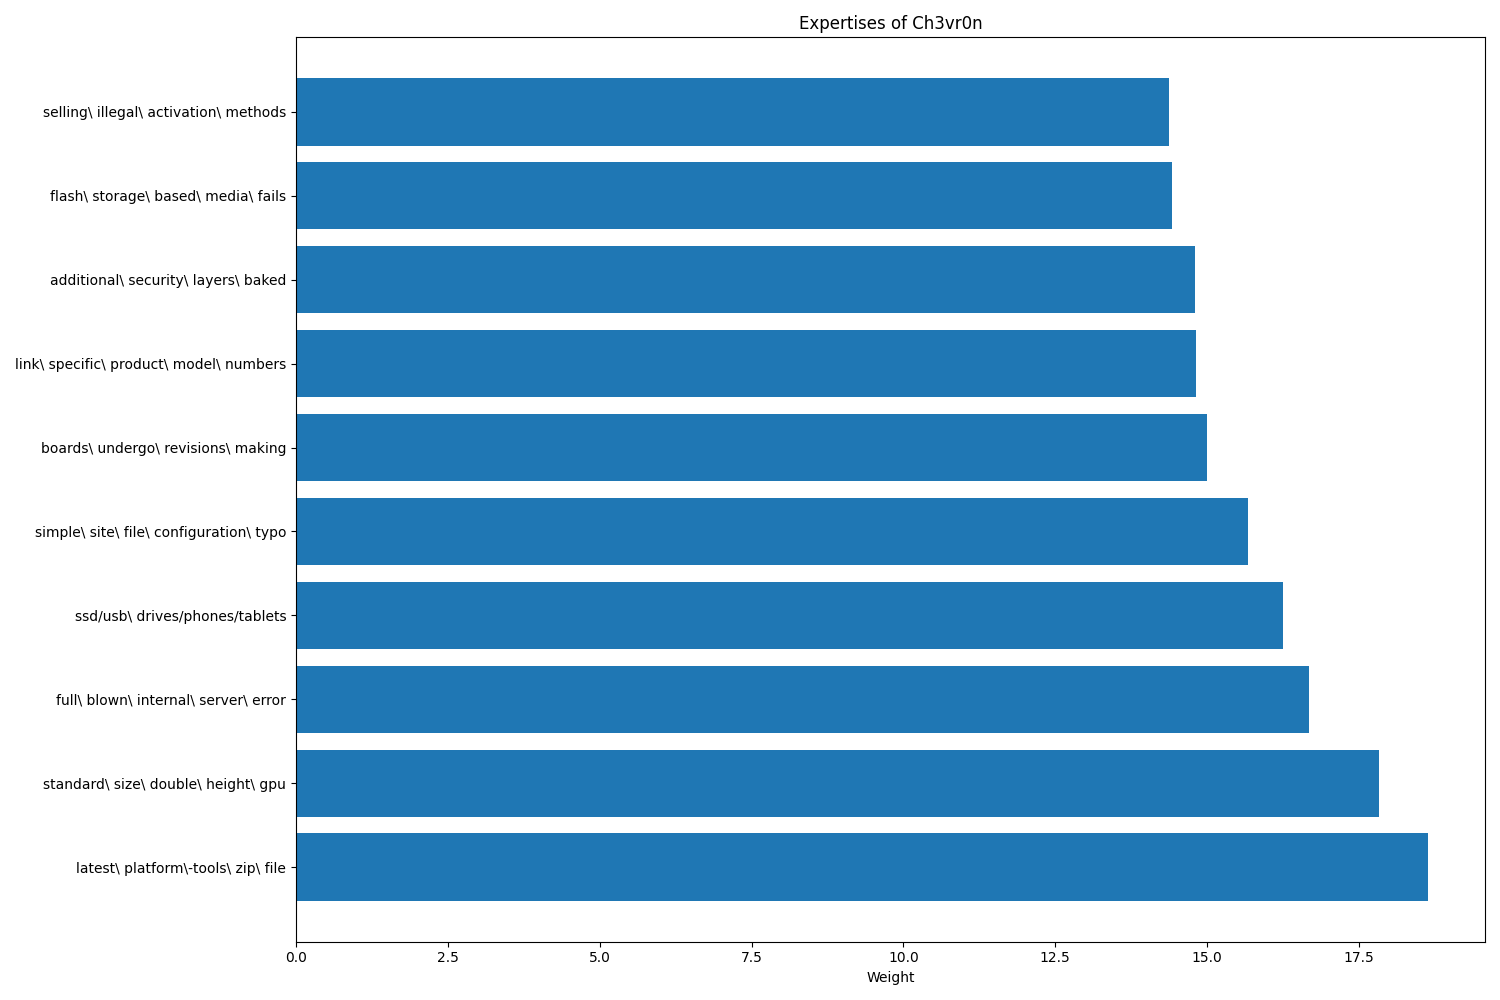 Expertises of Ch3vr0n
selling\ illegal\ activation\ methods
flash\ storage\ based\ media\ fails
additional\ security\ layers\ baked
link\ specific\ product\ model\ numbers
boards\ undergo\ revisions\ making
simple\ site\ file\ configuration\ typo
ssd/usb\ drives/phones/tablets
full\ blown\ internal\ server\ error
standard\ size\ double\ height\ gpu
latest\ platform\-tools\ zip\ file
0.0 2.5 5.0 7.5 10.0 12.5 15.0 17.5
Weight